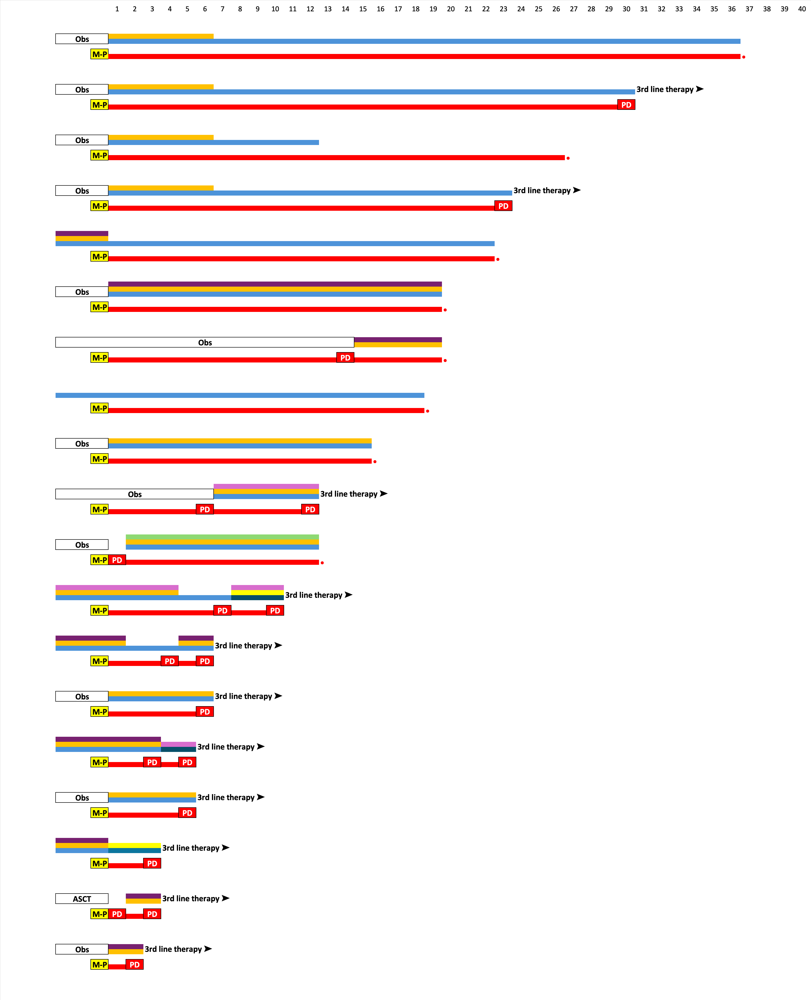 1 2 3 4 5 6 7 8 9 10 11 12 13 14 15 16 17 18 19 20 21 22 23 24 25 26 27 28 29 30 31 32 33 34 35 36 37 38 39 40
Obs
M-P
Obs 3rd line therapy ➤
M-P PD
Obs
M-P
Obs 3rd line therapy ➤
M-P PD
M-P
Obs
M-P
Obs
M-P PD
M-P
Obs
M-P
Obs 3rd line therapy ➤
M-P PD PD
Obs
M-P PD
3rd line therapy ➤
M-P PD PD
3rd line therapy ➤
M-P PD PD
Obs 3rd line therapy ➤
M-P PD
3rd line therapy ➤
M-P PD PD
Obs 3rd line therapy ➤
M-P PD
3rd line therapy ➤
M-P PD
ASCT 3rd line therapy ➤
M-P PD PD
Obs 3rd line therapy ➤
M-P PD